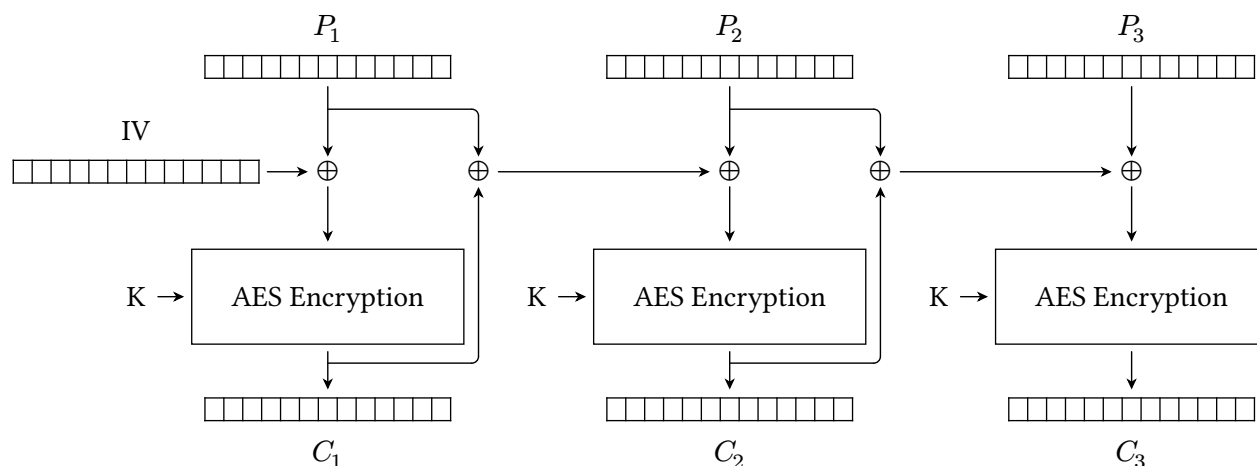 P₁ P₂ P₃
IV
K AES Encryption K AES Encryption K AES Encryption
C₁ C₂ C₃